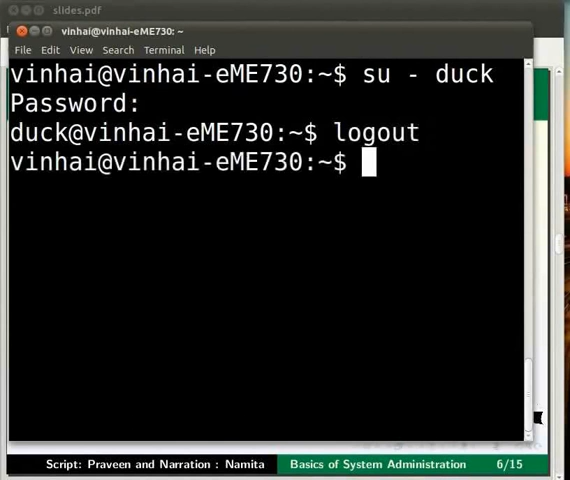 slides.pdf
vinhai@vinhai-eME730: ~
File Edit View Search Terminal Help
vinhai@vinhai-eME730:~$ su - duck
Password:
duck@vinhai-eME730:~$ logout
vinhai@vinhai-eME730:~$
Script: Praveen and Narration : Namita Basics of System Administration 6/15